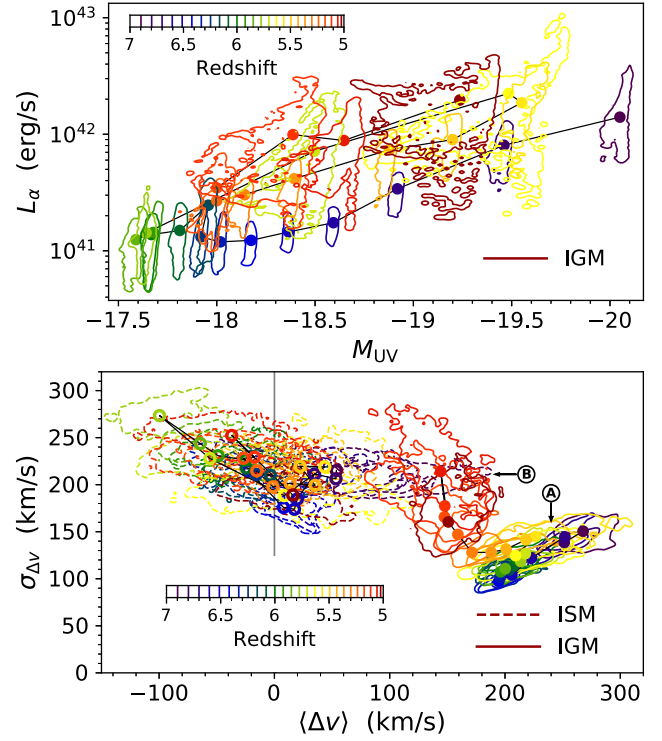 10^43
7 6.5 6 5.5 5
Redshift
10^42
L_α (erg/s)
10^41
IGM
−17.5 −18 −18.5 −19 −19.5 −20
M_UV
300
250
200
150
100
50
0
σ_Δv (km/s)
B
A
7 6.5 6 5.5 5
Redshift
ISM
IGM
−100 0 100 200 300
⟨Δv⟩ (km/s)